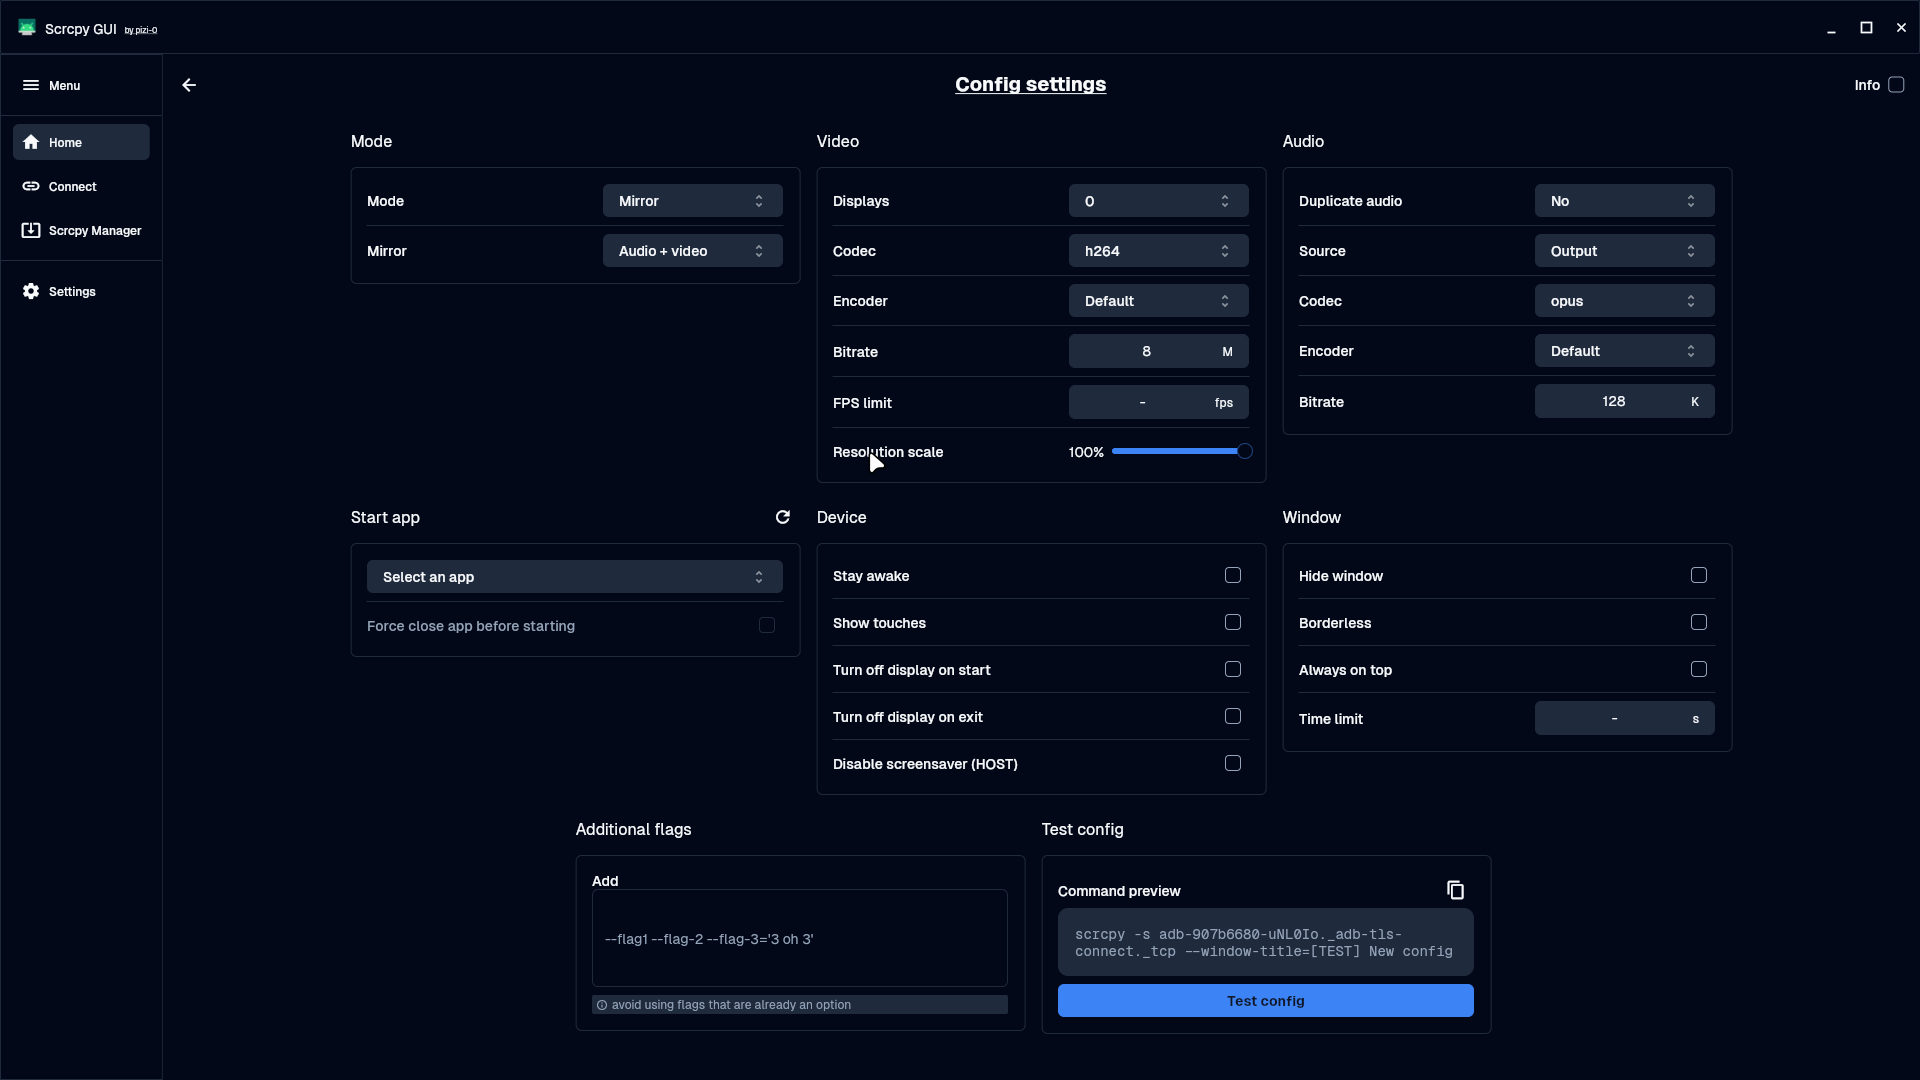 Scrcpy GUI by pizi-0
Menu
Home
Connect
Scrcpy Manager
Settings
Config settings
Info
Mode
Mode Mirror
Mirror Audio + video
Video
Displays 0
Codec h264
Encoder Default
Bitrate 8 M
FPS limit - fps
Resolution scale 100%
Audio
Duplicate audio No
Source Output
Codec opus
Encoder Default
Bitrate 128 K
Start app
Select an app
Force close app before starting
Device
Stay awake
Show touches
Turn off display on start
Turn off display on exit
Disable screensaver (HOST)
Window
Hide window
Borderless
Always on top
Time limit - s
Additional flags
Add
--flag1 --flag-2 --flag-3='3 oh 3'
avoid using flags that are already an option
Test config
Command preview
scrcpy -s adb-907b6680-uNL0Io._adb-tls-
connect._tcp --window-title=[TEST] New config
Test config